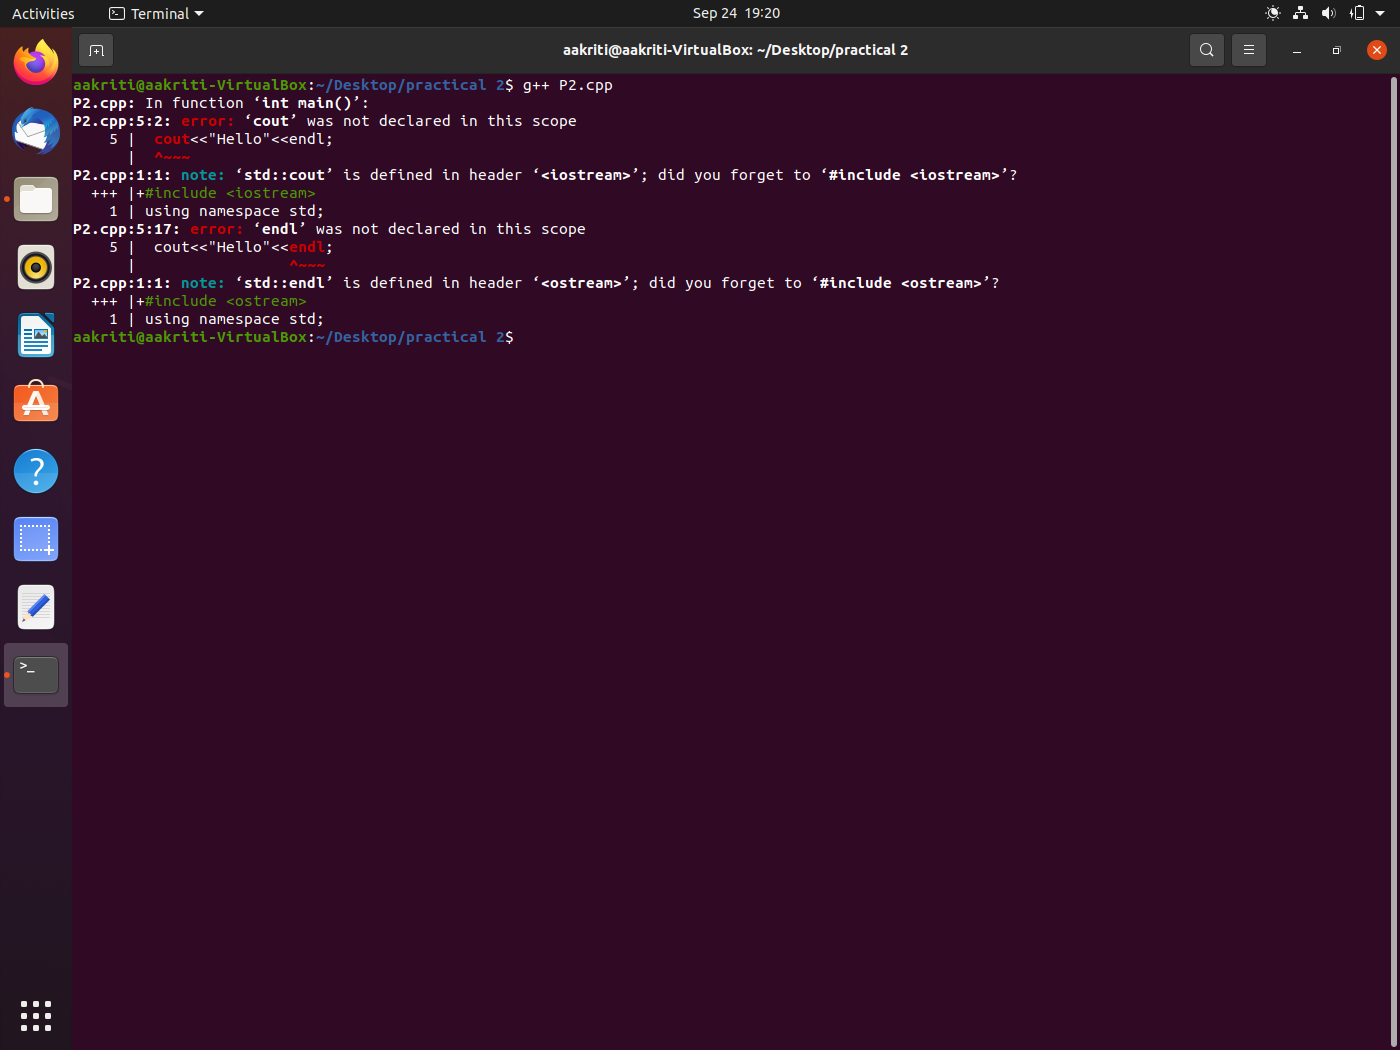 Activities
Terminal
Sep 24 19:20
aakriti@aakriti-VirtualBox: ~/Desktop/practical 2
aakriti@aakriti-VirtualBox:~/Desktop/practical 2$ g++ P2.cpp
P2.cpp: In function ‘int main()’:
P2.cpp:5:2: error: ‘cout’ was not declared in this scope
5 | cout<<"Hello"<<endl;
| ^~~~
P2.cpp:1:1: note: ‘std::cout’ is defined in header ‘<iostream>’; did you forget to ‘#include <iostream>’?
+++ |+#include <iostream>
1 | using namespace std;
P2.cpp:5:17: error: ‘endl’ was not declared in this scope
5 | cout<<"Hello"<<endl;
| ^~~~
P2.cpp:1:1: note: ‘std::endl’ is defined in header ‘<ostream>’; did you forget to ‘#include <ostream>’?
+++ |+#include <ostream>
1 | using namespace std;
aakriti@aakriti-VirtualBox:~/Desktop/practical 2$